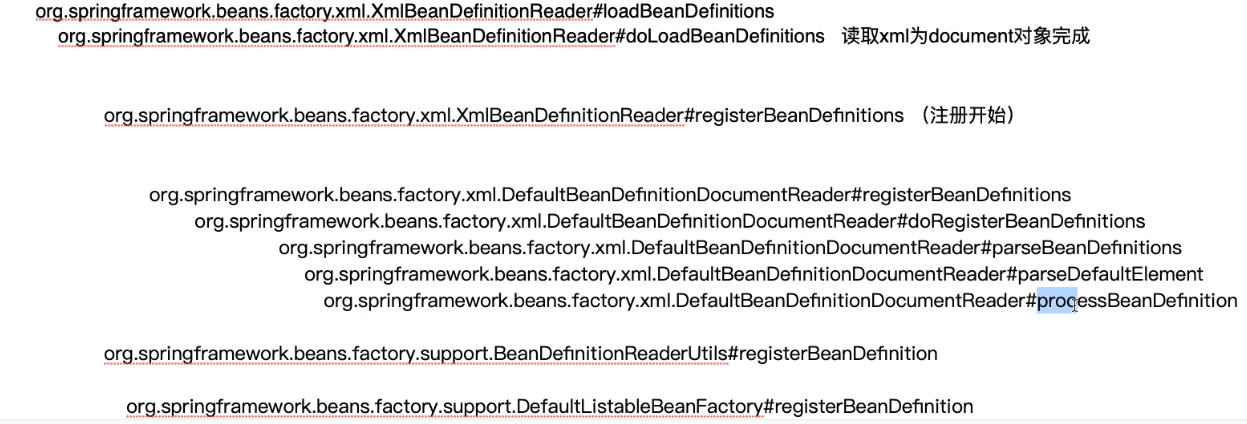 org.springframework.beans.factory.xml.XmlBeanDefinitionReader#loadBeanDefinitions
org.springframework.beans.factory.xml.XmlBeanDefinitionReader#doLoadBeanDefinitions 读取xml为document对象完成
org.springframework.beans.factory.xml.XmlBeanDefinitionReader#registerBeanDefinitions （注册开始）
org.springframework.beans.factory.xml.DefaultBeanDefinitionDocumentReader#registerBeanDefinitions
org.springframework.beans.factory.xml.DefaultBeanDefinitionDocumentReader#doRegisterBeanDefinitions
org.springframework.beans.factory.xml.DefaultBeanDefinitionDocumentReader#parseBeanDefinitions
org.springframework.beans.factory.xml.DefaultBeanDefinitionDocumentReader#parseDefaultElement
org.springframework.beans.factory.xml.DefaultBeanDefinitionDocumentReader#processBeanDefinition
org.springframework.beans.factory.support.BeanDefinitionReaderUtils#registerBeanDefinition
org.springframework.beans.factory.support.DefaultListableBeanFactory#registerBeanDefinition